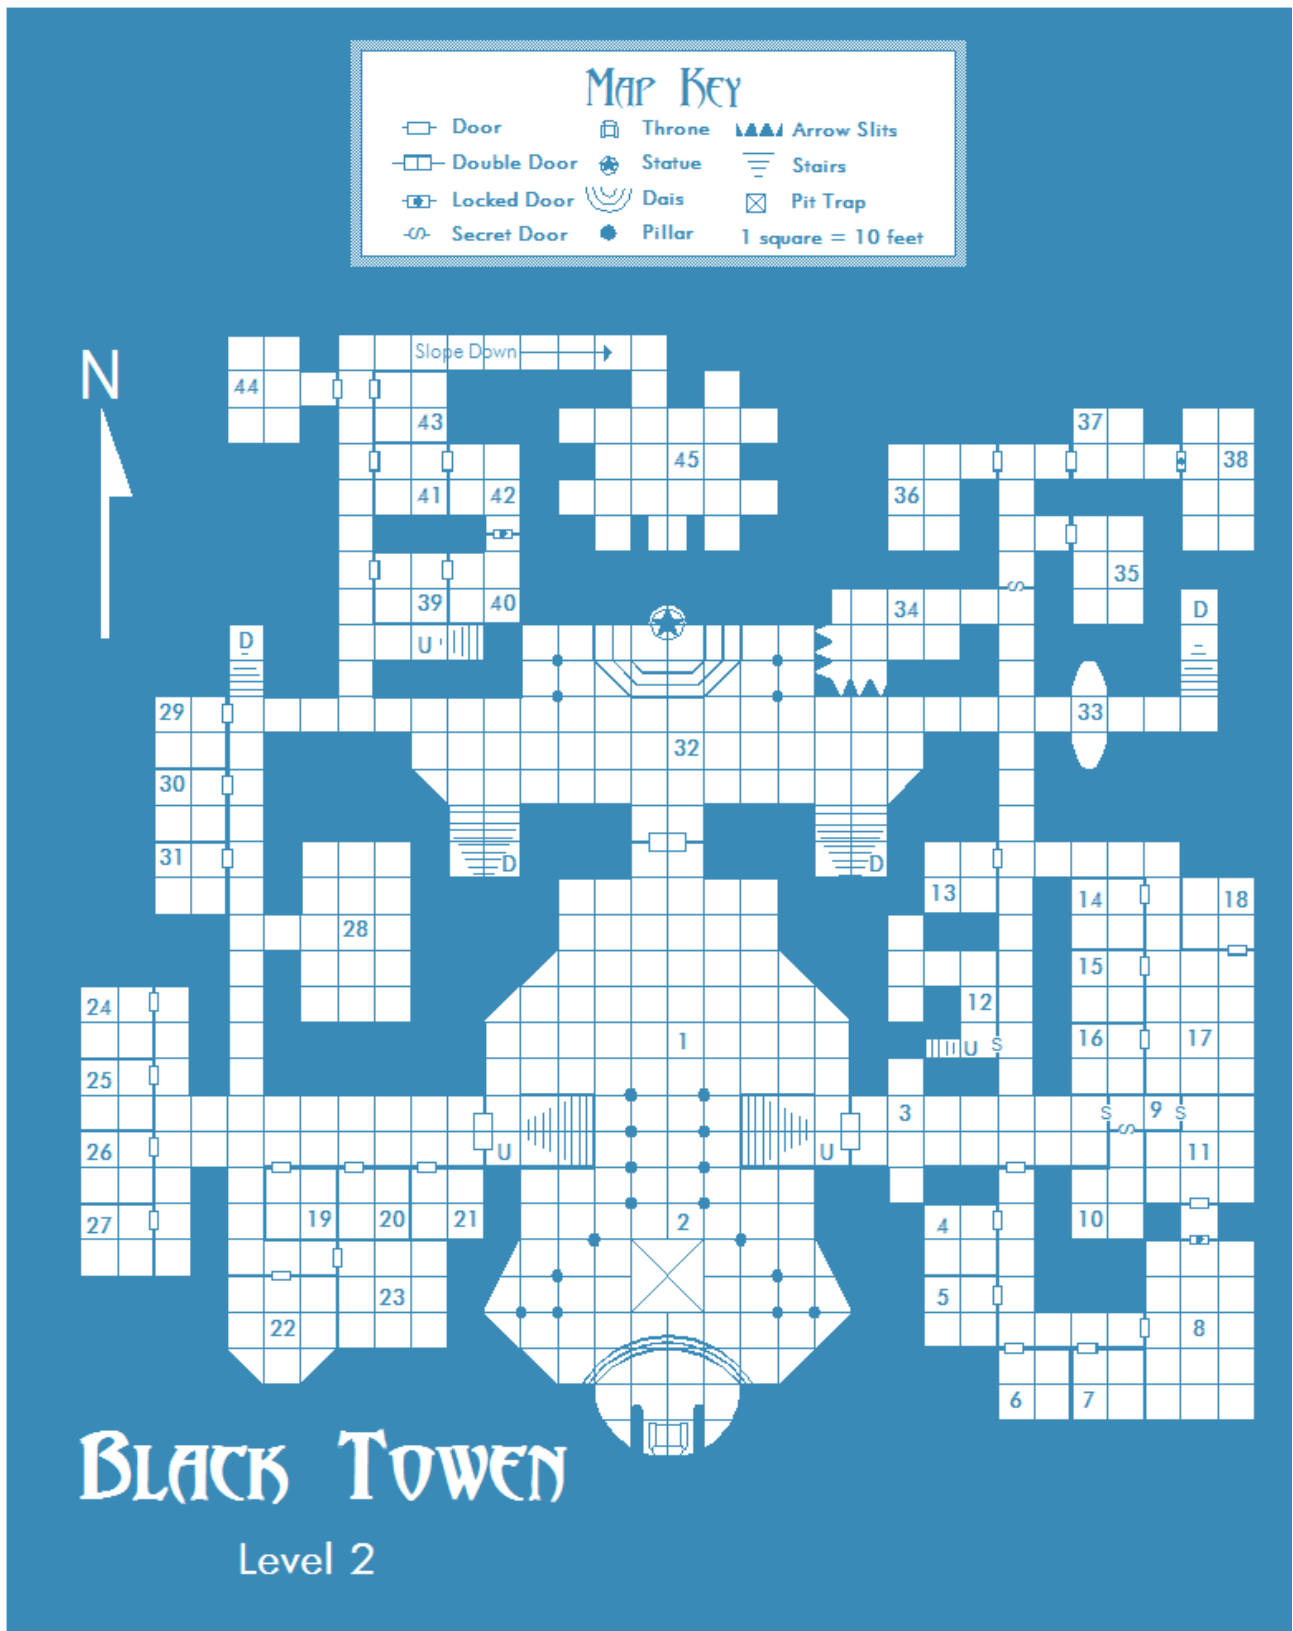 Map Key
Door
Throne
Arrow Slits
Double Door
Statue
Stairs
Locked Door
Dais
Pit Trap
Secret Door
Pillar
1 square = 10 feet
N
Slope Down
44
43
37
45
38
41
42
36
35
39
40
34
S
D
D
U
29
33
32
30
31
D
D
13
14
18
28
15
24
12
1
16
17
U
S
25
3
S
9
S
S
26
U
U
11
27
19
20
21
2
4
10
23
5
22
8
6
7
Black Towen
Level 2